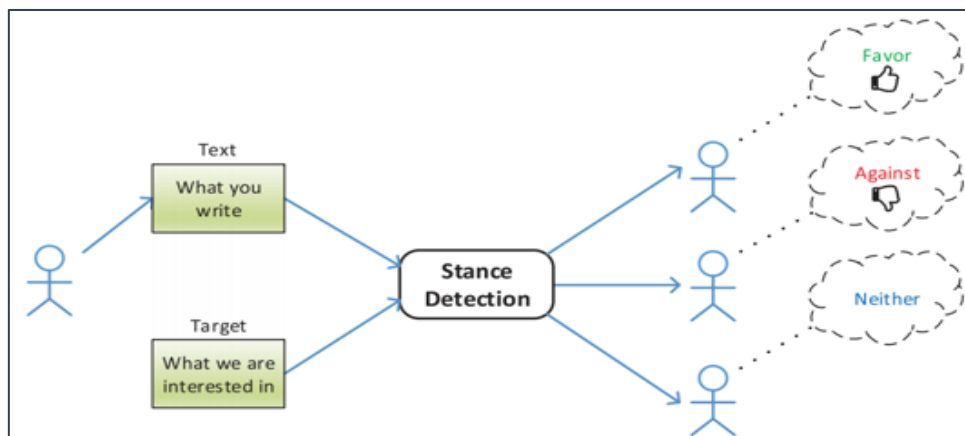 Text
What you
write
Target
What we are
interested in
Stance
Detection
Favor
Against
Neither